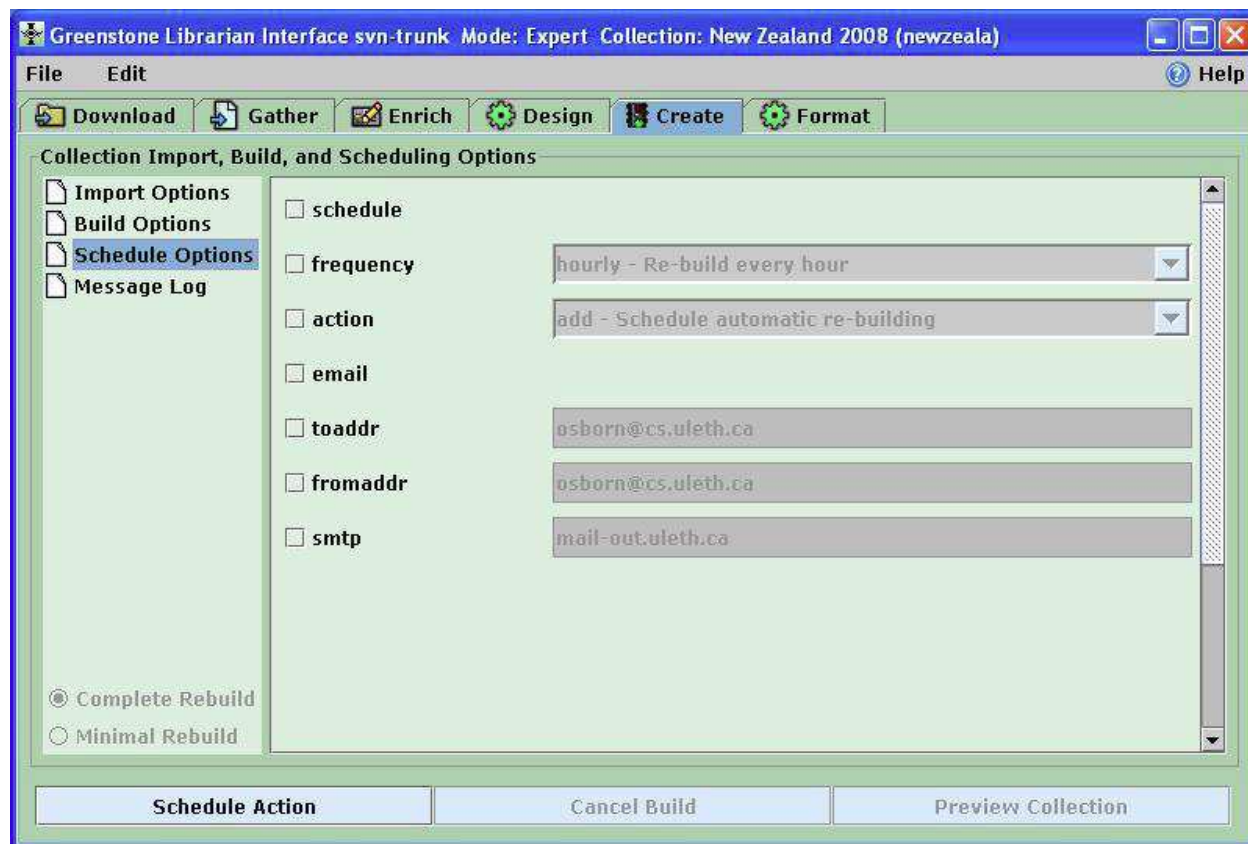 Greenstone Librarian Interface svn-trunk Mode: Expert Collection: New Zealand 2008 (newzeala)
File Edit Help
Download Gather Enrich Design Create Format
Collection Import, Build, and Scheduling Options
Import Options
Build Options
Schedule Options
Message Log
schedule
frequency hourly - Re-build every hour
action add - Schedule automatic re-building
email
toaddr osborn@cs.uleth.ca
fromaddr osborn@cs.uleth.ca
smtp mail-out.uleth.ca
Complete Rebuild
Minimal Rebuild
Schedule Action Cancel Build Preview Collection